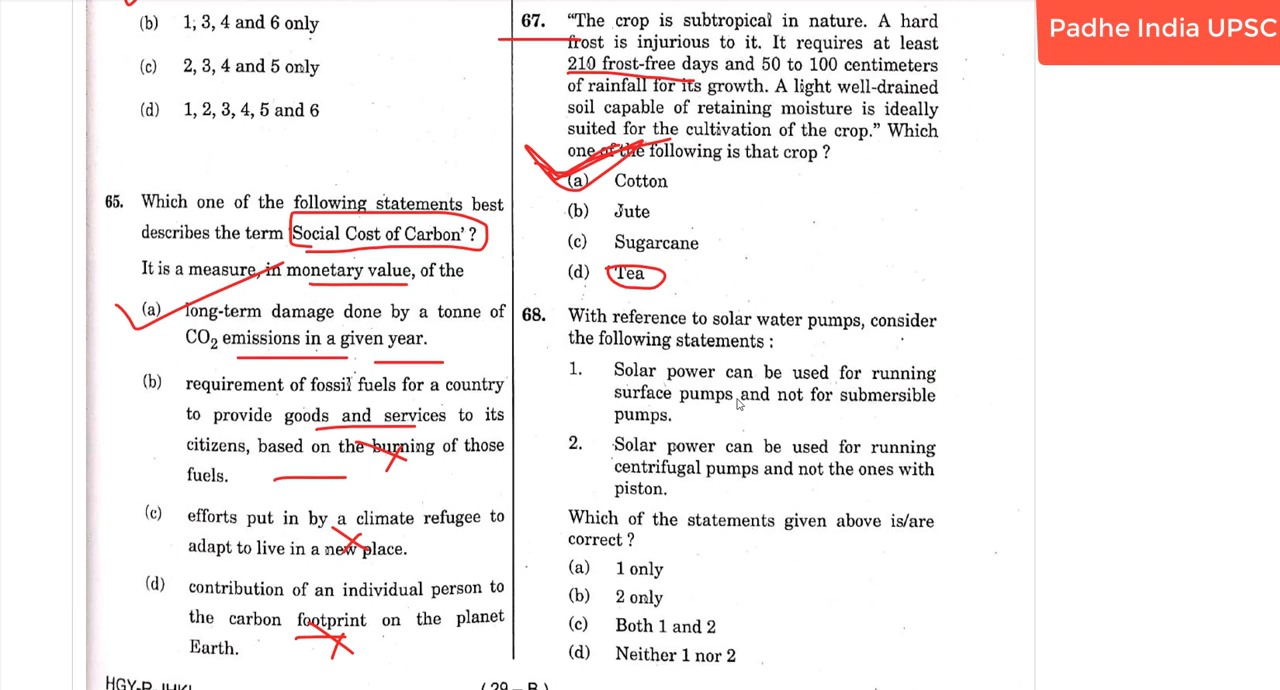 (b) 1, 3, 4 and 6 only
(c) 2, 3, 4 and 5 only
(d) 1, 2, 3, 4, 5 and 6
65. Which one of the following statements best
describes the term 'Social Cost of Carbon' ?
It is a measure, in monetary value, of the
(a) long-term damage done by a tonne of
CO₂ emissions in a given year.
(b) requirement of fossil fuels for a country
to provide goods and services to its
citizens, based on the burning of those
fuels.
(c) efforts put in by a climate refugee to
adapt to live in a new place.
(d) contribution of an individual person to
the carbon footprint on the planet
Earth.
( 29 – B )
67. "The crop is subtropical in nature. A hard
frost is injurious to it. It requires at least
210 frost-free days and 50 to 100 centimeters
of rainfall for its growth. A light well-drained
soil capable of retaining moisture is ideally
suited for the cultivation of the crop." Which
one of the following is that crop ?
(a) Cotton
(b) Jute
(c) Sugarcane
(d) Tea
68. With reference to solar water pumps, consider
the following statements :
1. Solar power can be used for running
surface pumps and not for submersible
pumps.
2. Solar power can be used for running
centrifugal pumps and not the ones with
piston.
Which of the statements given above is/are
correct ?
(a) 1 only
(b) 2 only
(c) Both 1 and 2
(d) Neither 1 nor 2
Padhe India UPSC